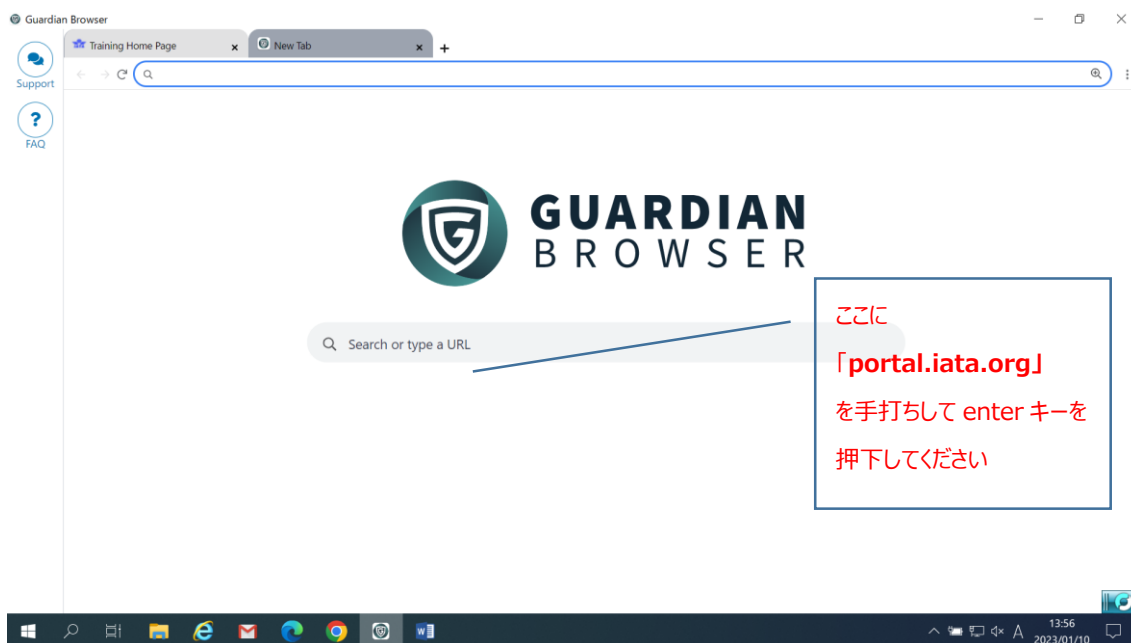 Guardian Browser
Training Home Page
New Tab
Support
FAQ
GUARDIAN
BROWSER
Search or type a URL
ここに
「portal.iata.org」
を手打ちして enter キーを
押下してください
A
13:56
2023/01/10